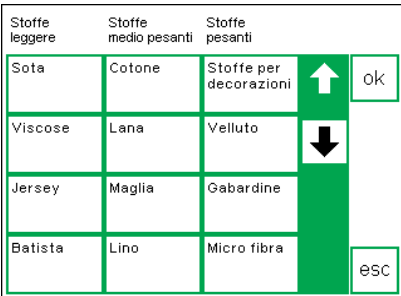 Stoffe leggere
Stoffe medio pesanti
Stoffe pesanti
Sota
Cotone
Stoffe per
decorazioni
ok
Viscose
Lana
Velluto
Jersey
Maglia
Gabardine
Batista
Lino
Micro fibra
esc